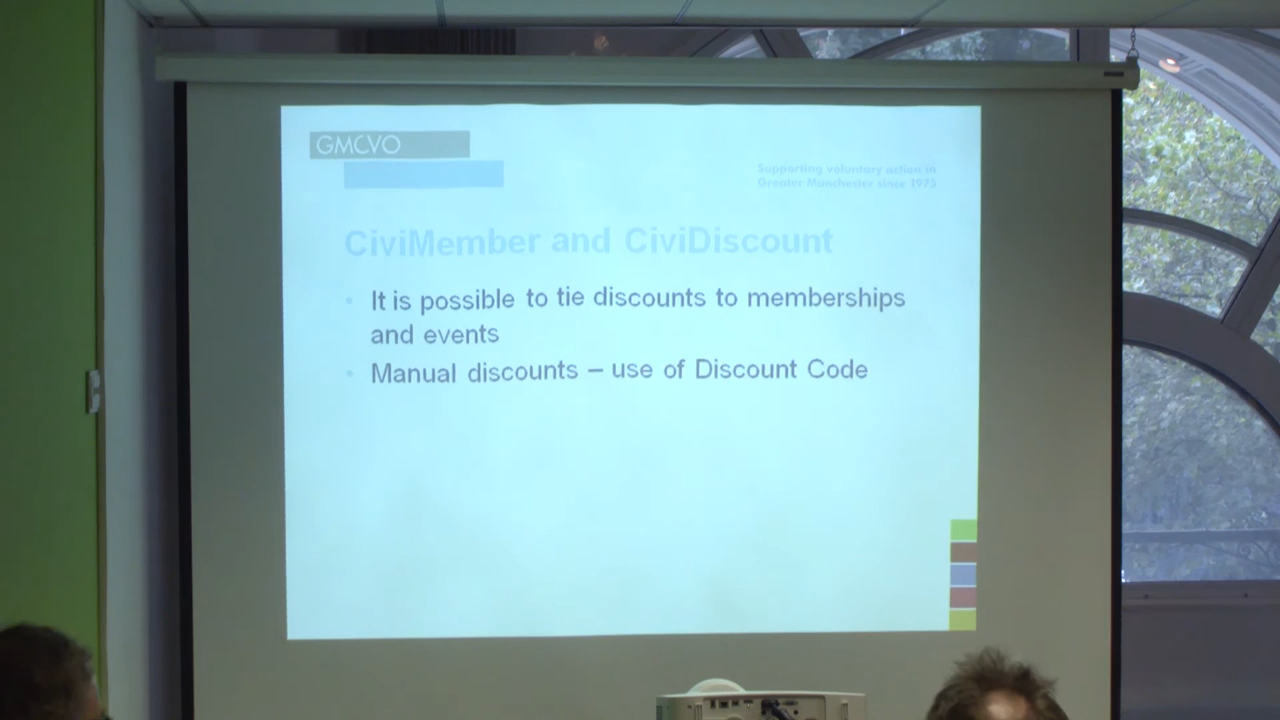 GMCVO
Supporting voluntary action in
Greater Manchester since 1975
CiviMember and CiviDiscount
It is possible to tie discounts to memberships
and events
Manual discounts – use of Discount Code